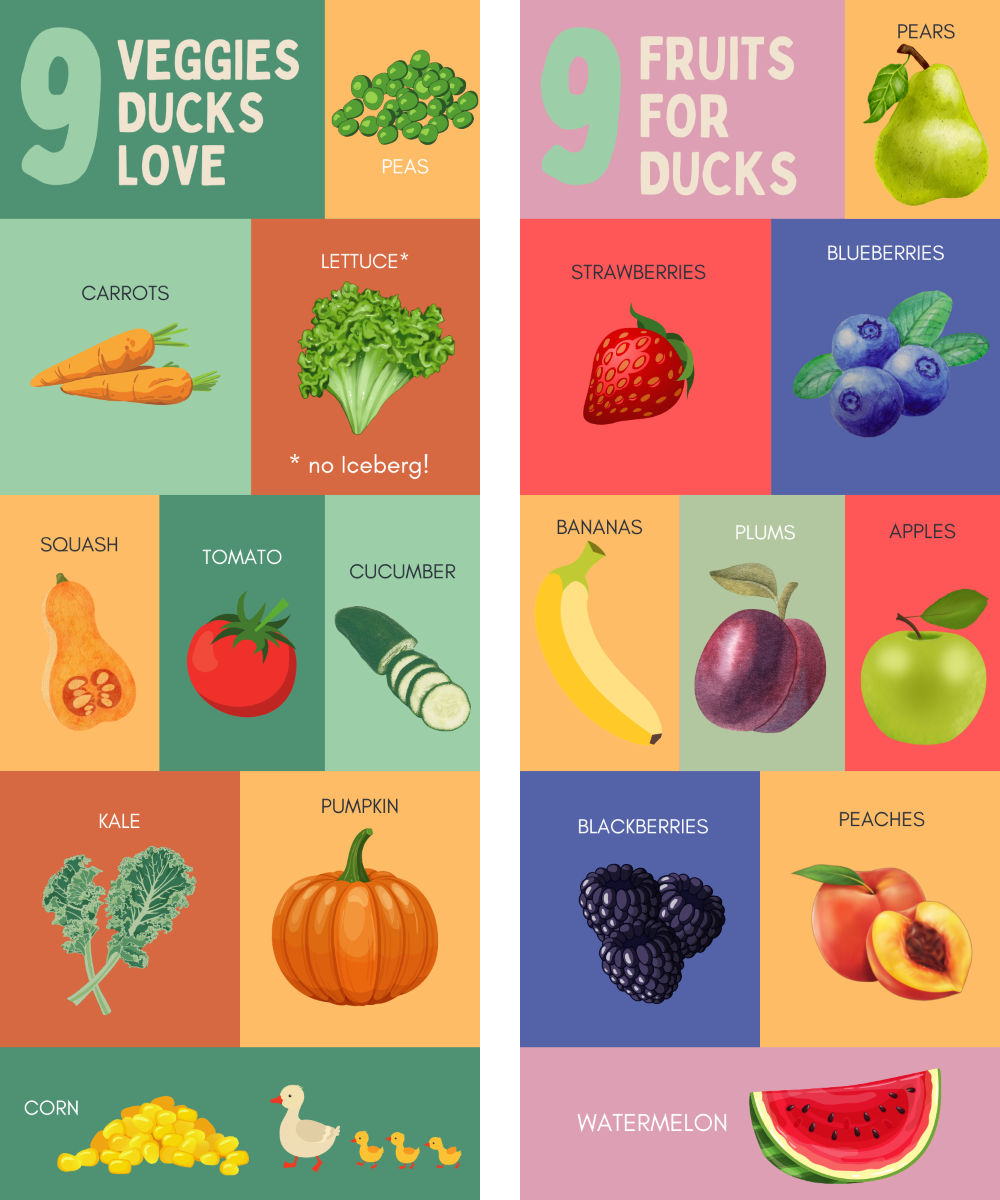 9 VEGGIES
DUCKS
LOVE
PEAS
CARROTS
LETTUCE*
* no Iceberg!
SQUASH
TOMATO
CUCUMBER
KALE
PUMPKIN
CORN
9 FRUITS
FOR
DUCKS
PEARS
STRAWBERRIES
BLUEBERRIES
BANANAS
PLUMS
APPLES
BLACKBERRIES
PEACHES
WATERMELON